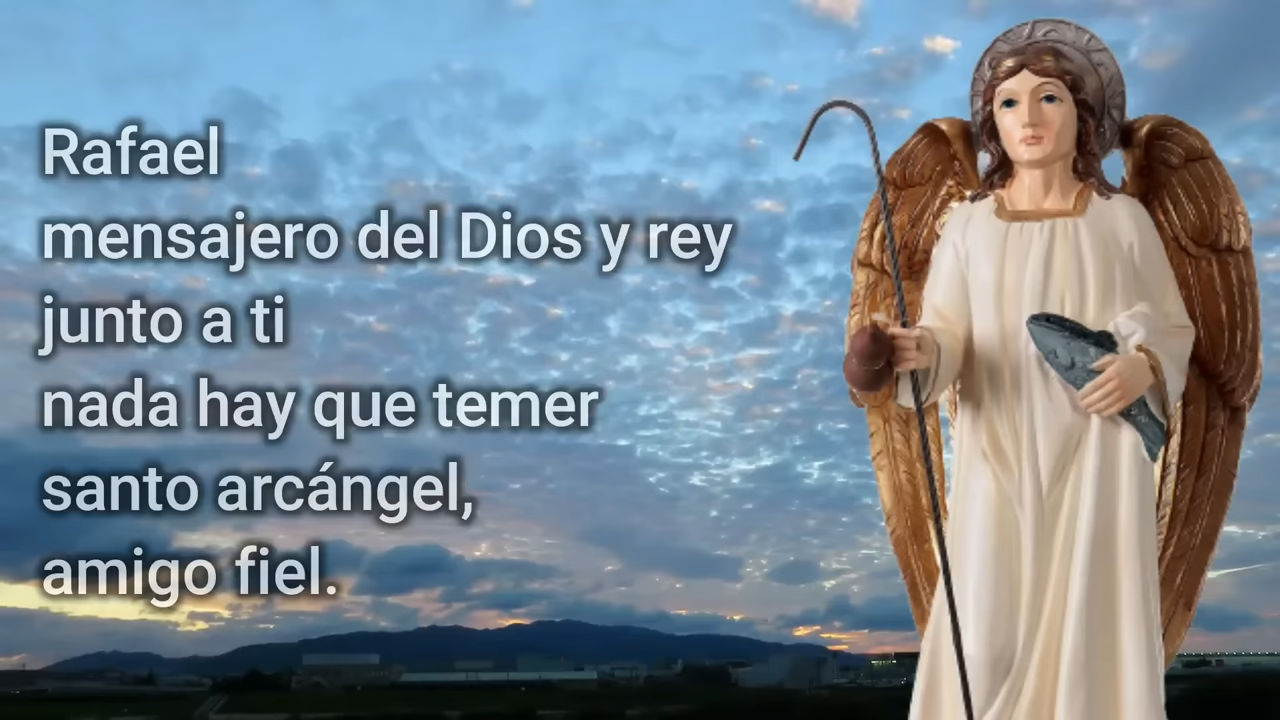 Rafael
mensajero del Dios y rey
junto a ti
nada hay que temer
santo arcángel,
amigo fiel.